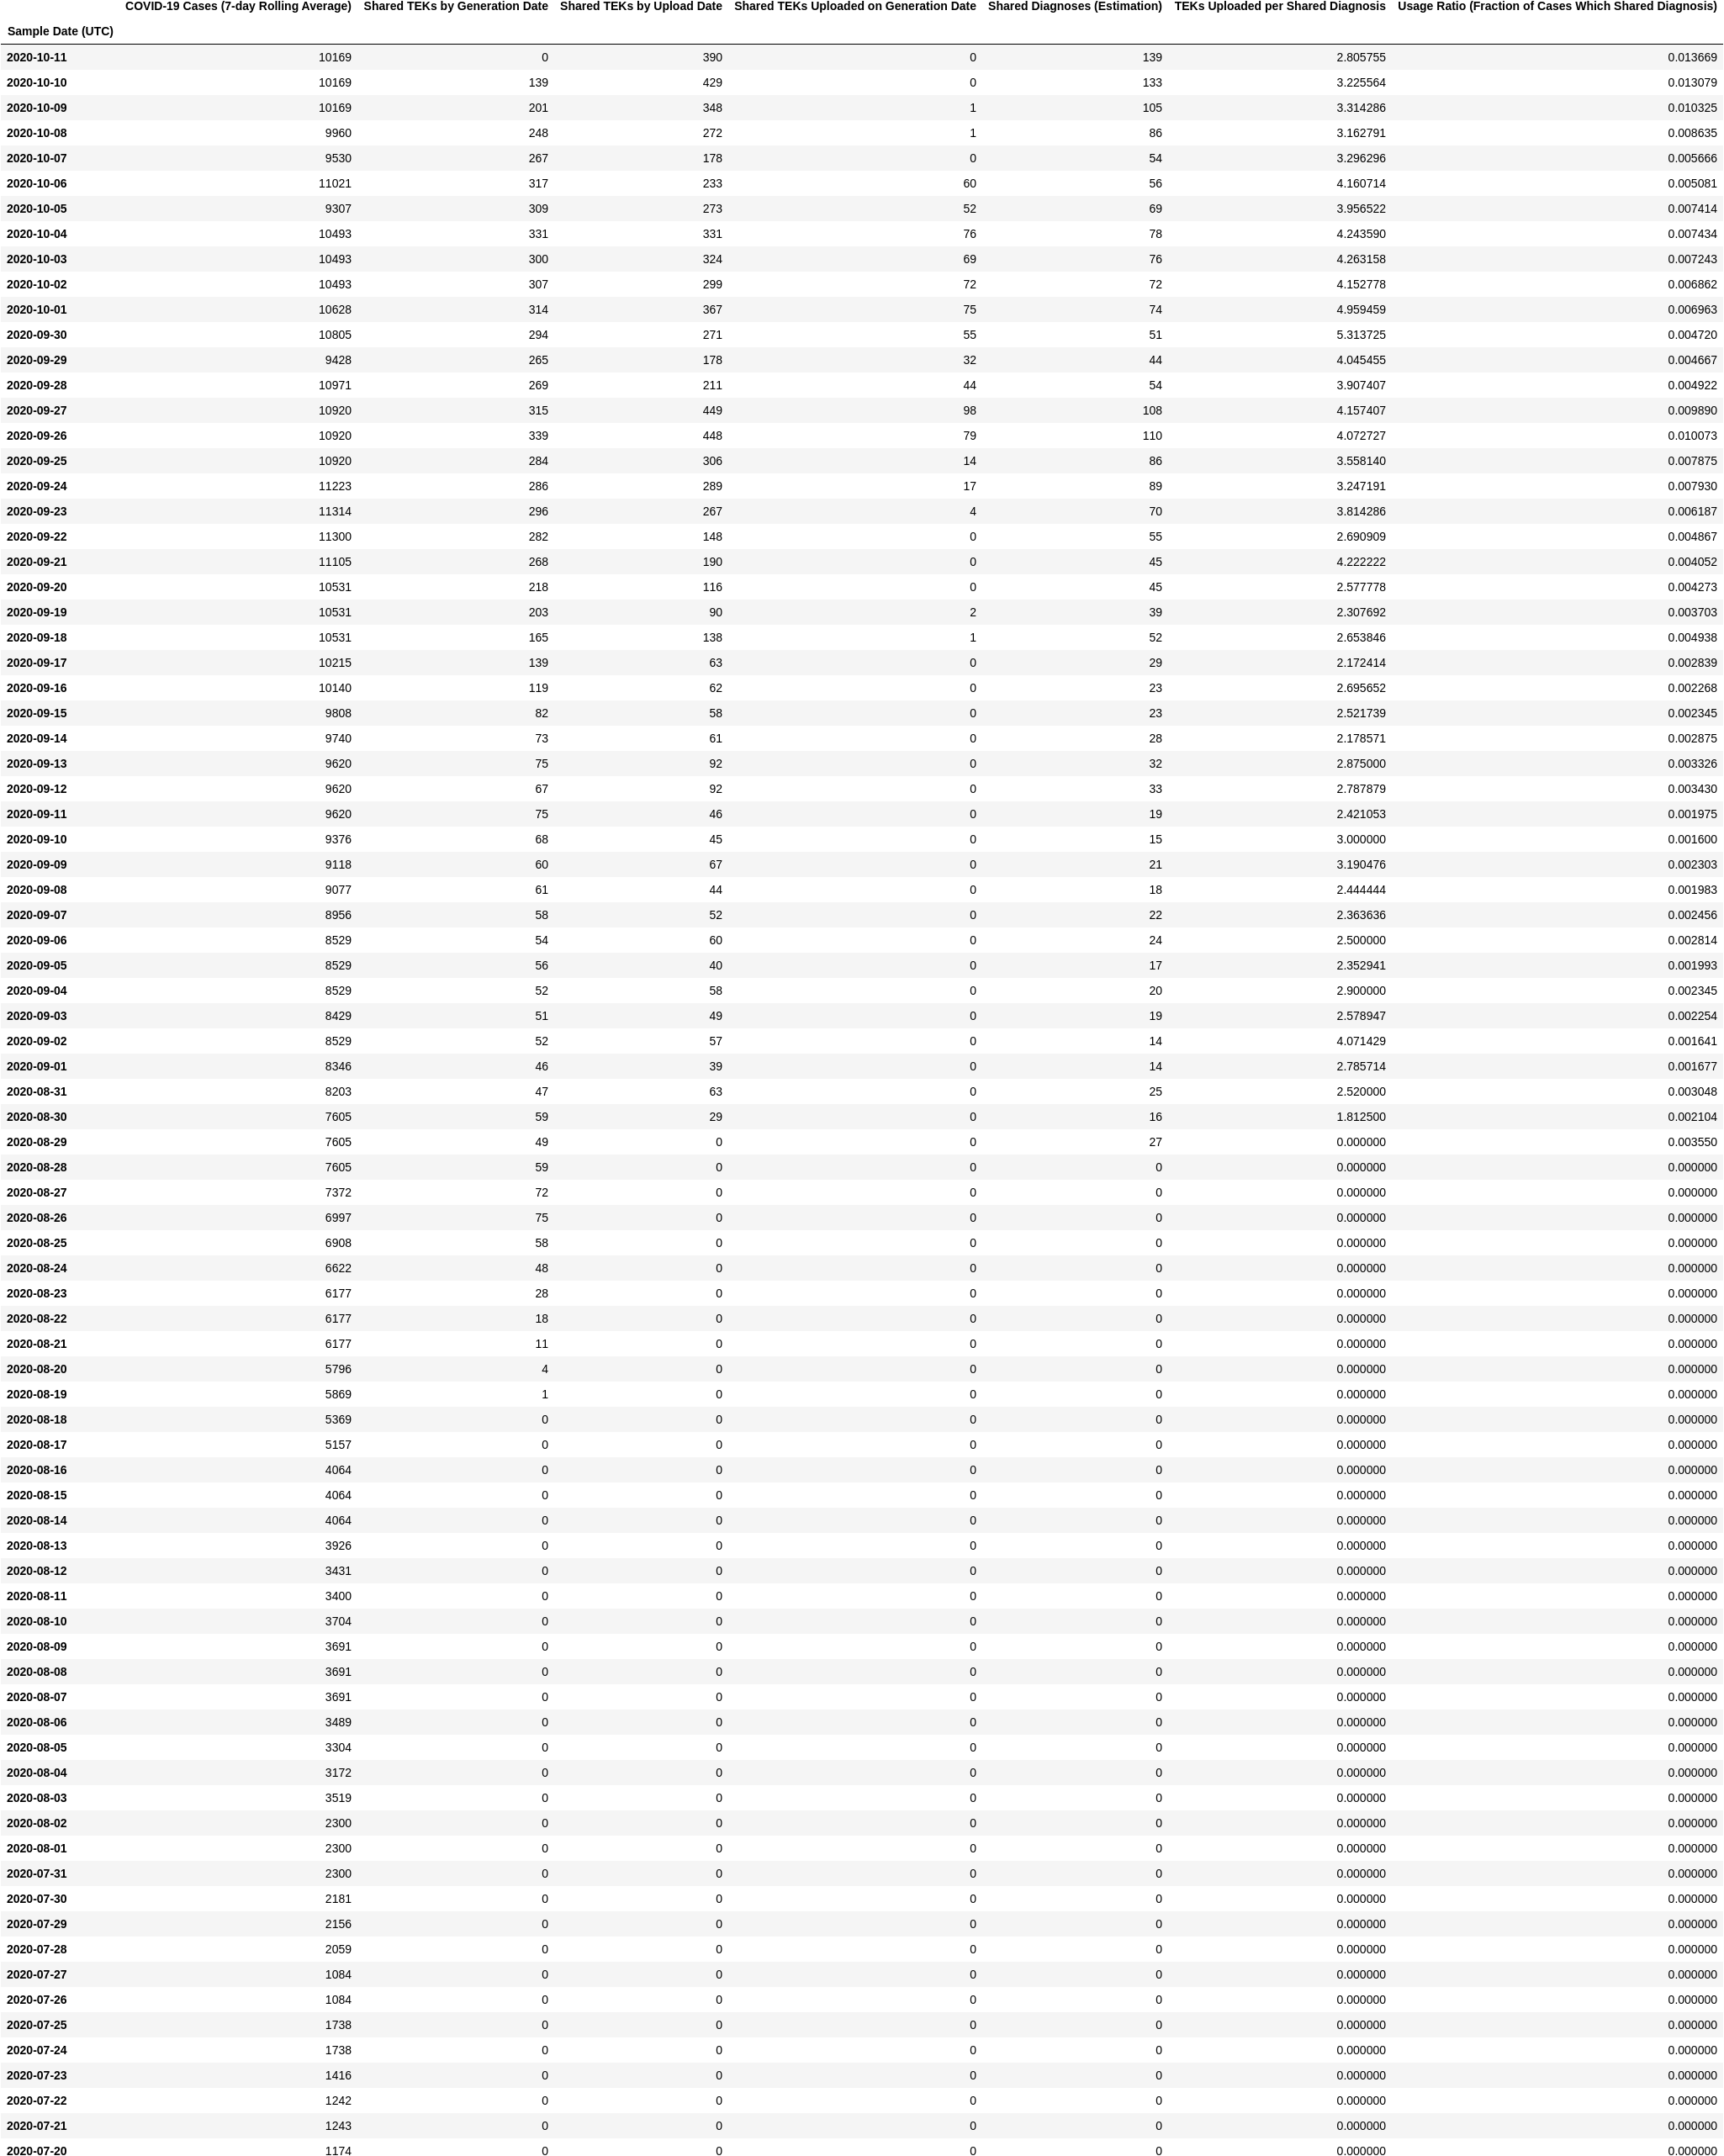 COVID-19 Cases (7-day Rolling Average) Shared TEKs by Generation Date Shared TEKs by Upload Date Shared TEKs Uploaded on Generation Date Shared Diagnoses (Estimation) TEKs Uploaded per Shared Diagnosis Usage Ratio (Fraction of Cases Which Shared Diagnosis)
Sample Date (UTC)
2020-10-11 10169 0 390 0 139 2.805755 0.013669
2020-10-10 10169 139 429 0 133 3.225564 0.013079
2020-10-09 10169 201 348 1 105 3.314286 0.010325
2020-10-08 9960 248 272 1 86 3.162791 0.008635
2020-10-07 9530 267 178 0 54 3.296296 0.005666
2020-10-06 11021 317 233 60 56 4.160714 0.005081
2020-10-05 9307 309 273 52 69 3.956522 0.007414
2020-10-04 10493 331 331 76 78 4.243590 0.007434
2020-10-03 10493 300 324 69 76 4.263158 0.007243
2020-10-02 10493 307 299 72 72 4.152778 0.006862
2020-10-01 10628 314 367 75 74 4.959459 0.006963
2020-09-30 10805 294 271 55 51 5.313725 0.004720
2020-09-29 9428 265 178 32 44 4.045455 0.004667
2020-09-28 10971 269 211 44 54 3.907407 0.004922
2020-09-27 10920 315 449 98 108 4.157407 0.009890
2020-09-26 10920 339 448 79 110 4.072727 0.010073
2020-09-25 10920 284 306 14 86 3.558140 0.007875
2020-09-24 11223 286 289 17 89 3.247191 0.007930
2020-09-23 11314 296 267 4 70 3.814286 0.006187
2020-09-22 11300 282 148 0 55 2.690909 0.004867
2020-09-21 11105 268 190 0 45 4.222222 0.004052
2020-09-20 10531 218 116 0 45 2.577778 0.004273
2020-09-19 10531 203 90 2 39 2.307692 0.003703
2020-09-18 10531 165 138 1 52 2.653846 0.004938
2020-09-17 10215 139 63 0 29 2.172414 0.002839
2020-09-16 10140 119 62 0 23 2.695652 0.002268
2020-09-15 9808 82 58 0 23 2.521739 0.002345
2020-09-14 9740 73 61 0 28 2.178571 0.002875
2020-09-13 9620 75 92 0 32 2.875000 0.003326
2020-09-12 9620 67 92 0 33 2.787879 0.003430
2020-09-11 9620 75 46 0 19 2.421053 0.001975
2020-09-10 9376 68 45 0 15 3.000000 0.001600
2020-09-09 9118 60 67 0 21 3.190476 0.002303
2020-09-08 9077 61 44 0 18 2.444444 0.001983
2020-09-07 8956 58 52 0 22 2.363636 0.002456
2020-09-06 8529 54 60 0 24 2.500000 0.002814
2020-09-05 8529 56 40 0 17 2.352941 0.001993
2020-09-04 8529 52 58 0 20 2.900000 0.002345
2020-09-03 8429 51 49 0 19 2.578947 0.002254
2020-09-02 8529 52 57 0 14 4.071429 0.001641
2020-09-01 8346 46 39 0 14 2.785714 0.001677
2020-08-31 8203 47 63 0 25 2.520000 0.003048
2020-08-30 7605 59 29 0 16 1.812500 0.002104
2020-08-29 7605 49 0 0 27 0.000000 0.003550
2020-08-28 7605 59 0 0 0 0.000000 0.000000
2020-08-27 7372 72 0 0 0 0.000000 0.000000
2020-08-26 6997 75 0 0 0 0.000000 0.000000
2020-08-25 6908 58 0 0 0 0.000000 0.000000
2020-08-24 6622 48 0 0 0 0.000000 0.000000
2020-08-23 6177 28 0 0 0 0.000000 0.000000
2020-08-22 6177 18 0 0 0 0.000000 0.000000
2020-08-21 6177 11 0 0 0 0.000000 0.000000
2020-08-20 5796 4 0 0 0 0.000000 0.000000
2020-08-19 5869 1 0 0 0 0.000000 0.000000
2020-08-18 5369 0 0 0 0 0.000000 0.000000
2020-08-17 5157 0 0 0 0 0.000000 0.000000
2020-08-16 4064 0 0 0 0 0.000000 0.000000
2020-08-15 4064 0 0 0 0 0.000000 0.000000
2020-08-14 4064 0 0 0 0 0.000000 0.000000
2020-08-13 3926 0 0 0 0 0.000000 0.000000
2020-08-12 3431 0 0 0 0 0.000000 0.000000
2020-08-11 3400 0 0 0 0 0.000000 0.000000
2020-08-10 3704 0 0 0 0 0.000000 0.000000
2020-08-09 3691 0 0 0 0 0.000000 0.000000
2020-08-08 3691 0 0 0 0 0.000000 0.000000
2020-08-07 3691 0 0 0 0 0.000000 0.000000
2020-08-06 3489 0 0 0 0 0.000000 0.000000
2020-08-05 3304 0 0 0 0 0.000000 0.000000
2020-08-04 3172 0 0 0 0 0.000000 0.000000
2020-08-03 3519 0 0 0 0 0.000000 0.000000
2020-08-02 2300 0 0 0 0 0.000000 0.000000
2020-08-01 2300 0 0 0 0 0.000000 0.000000
2020-07-31 2300 0 0 0 0 0.000000 0.000000
2020-07-30 2181 0 0 0 0 0.000000 0.000000
2020-07-29 2156 0 0 0 0 0.000000 0.000000
2020-07-28 2059 0 0 0 0 0.000000 0.000000
2020-07-27 1084 0 0 0 0 0.000000 0.000000
2020-07-26 1084 0 0 0 0 0.000000 0.000000
2020-07-25 1738 0 0 0 0 0.000000 0.000000
2020-07-24 1738 0 0 0 0 0.000000 0.000000
2020-07-23 1416 0 0 0 0 0.000000 0.000000
2020-07-22 1242 0 0 0 0 0.000000 0.000000
2020-07-21 1243 0 0 0 0 0.000000 0.000000
2020-07-20 1174 0 0 0 0 0.000000 0.000000